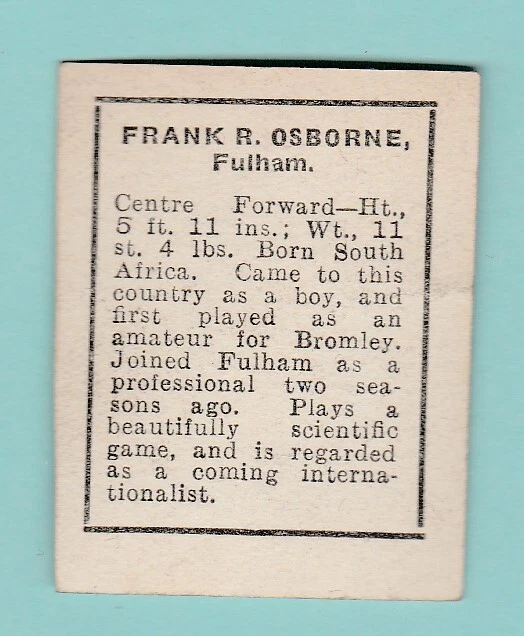 FRANK R. OSBORNE,
Fulham.
Centre Forward—Ht.,
5 ft. 11 ins.; Wt., 11
st. 4 lbs. Born South
Africa. Came to this
country as a boy, and
first played as an
amateur for Bromley.
Joined Fulham as a
professional two sea-
sons ago. Plays a
beautifully scientific
game, and is regarded
as a coming interna-
tionalist.